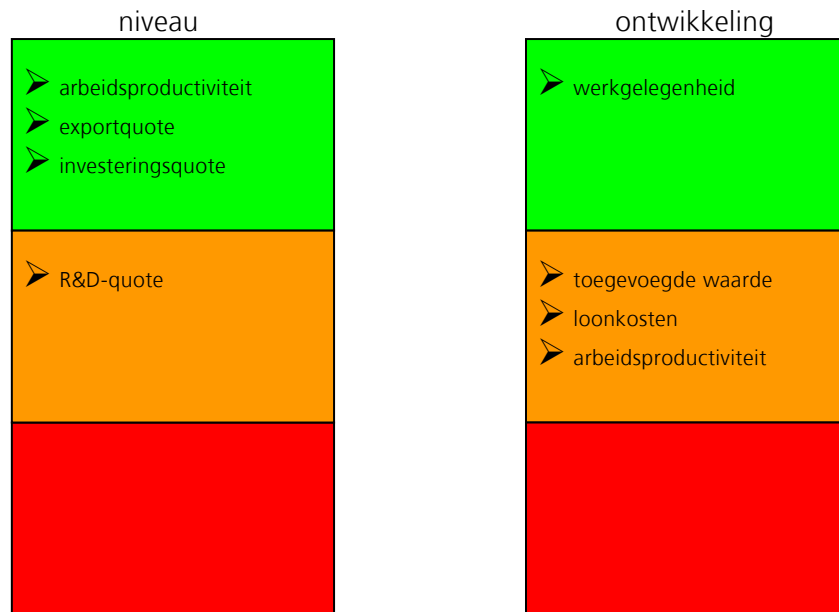 niveau
arbeidsproductiviteit
exportquote
investeringsquote
R&D-quote
ontwikkeling
werkgelegenheid
toegevoegde waarde
loonkosten
arbeidsproductiviteit